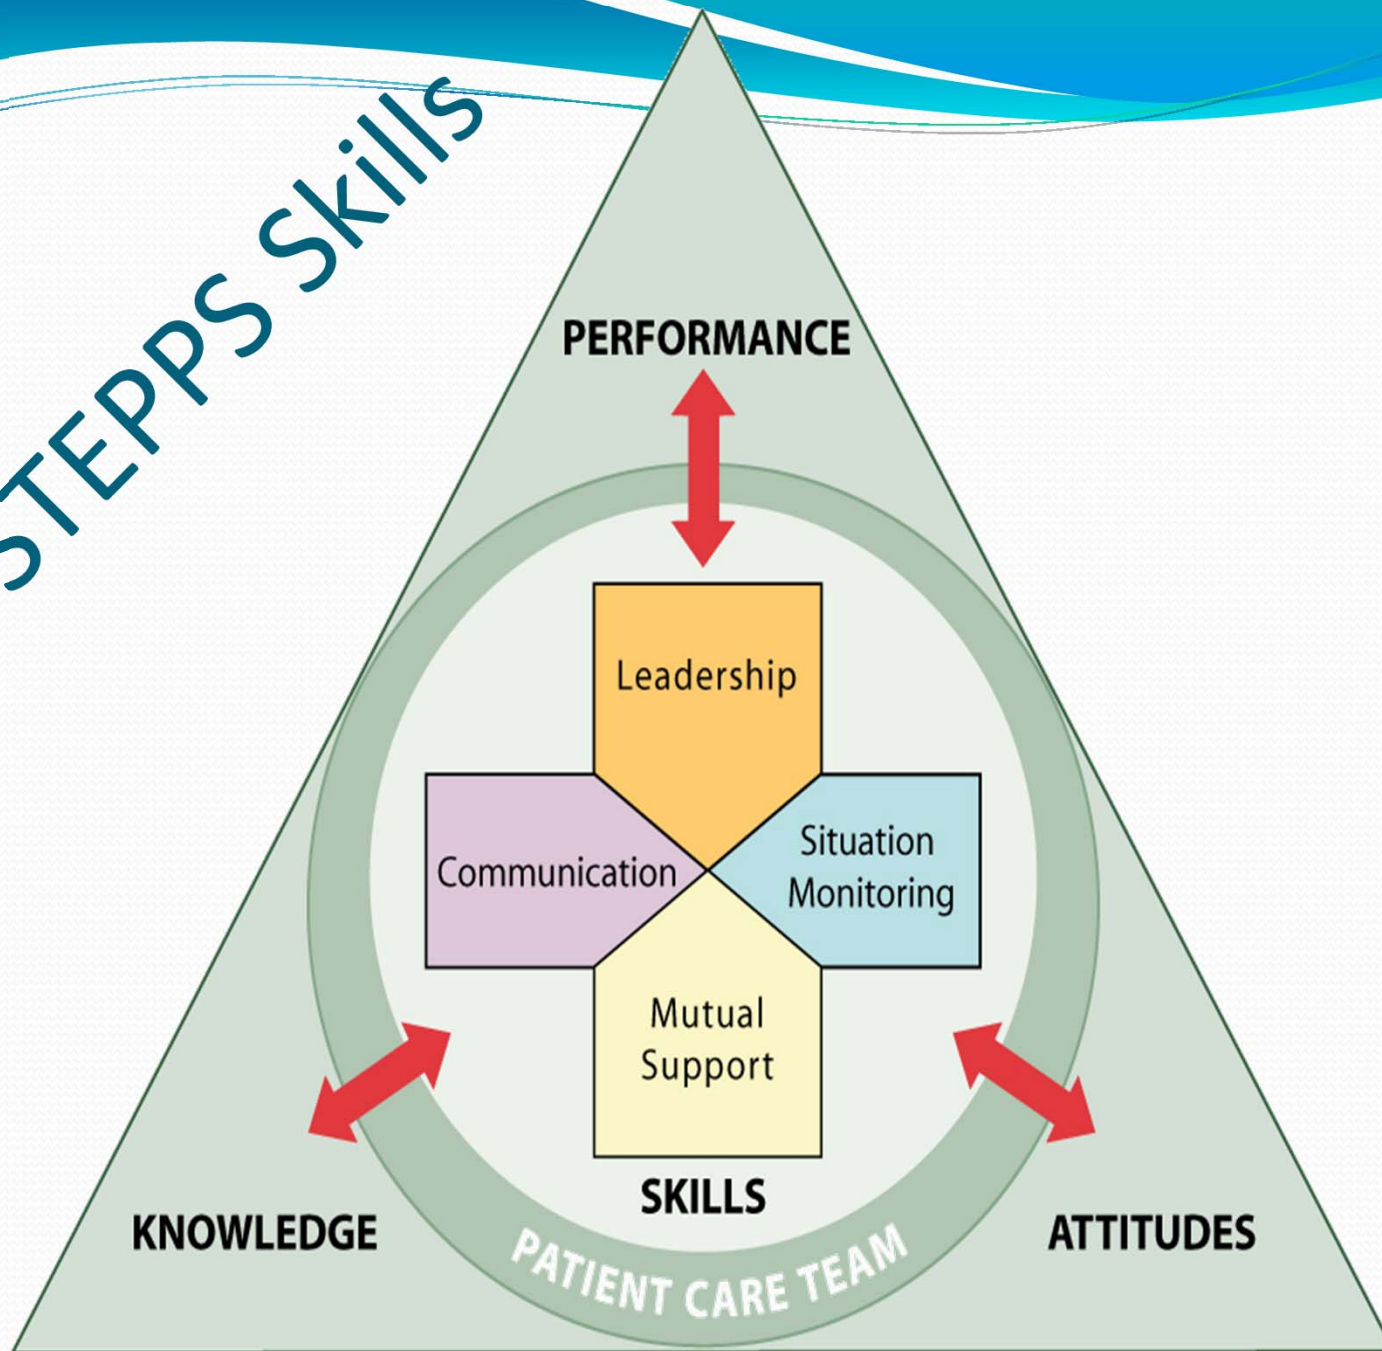 STEPPS Skills
PERFORMANCE
Leadership
Communication
Situation
Monitoring
Mutual
Support
SKILLS
KNOWLEDGE
ATTITUDES
PATIENT CARE TEAM